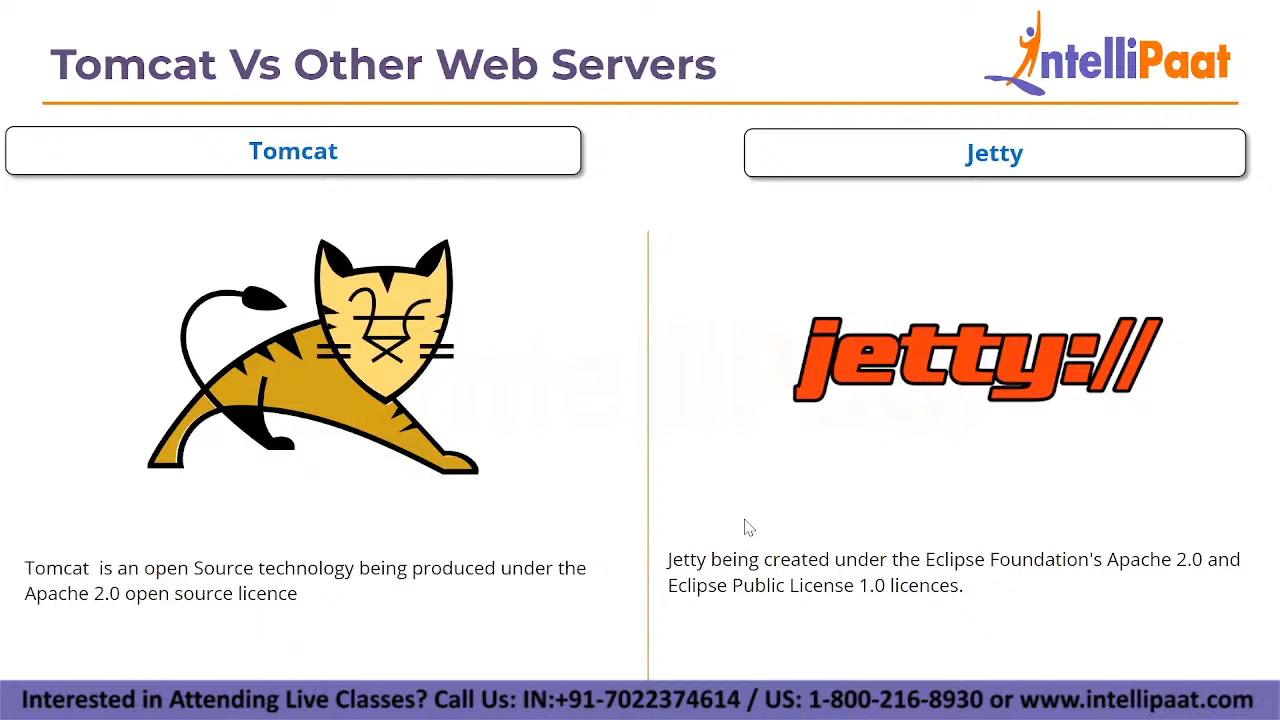 Tomcat Vs Other Web Servers
IntelliPaat
Tomcat
Jetty
jetty://
Tomcat  is an open Source technology being produced under the
Apache 2.0 open source licence
Jetty being created under the Eclipse Foundation's Apache 2.0 and
Eclipse Public License 1.0 licences.
Interested in Attending Live Classes? Call Us: IN:+91-7022374614 / US: 1-800-216-8930 or www.intellipaat.com